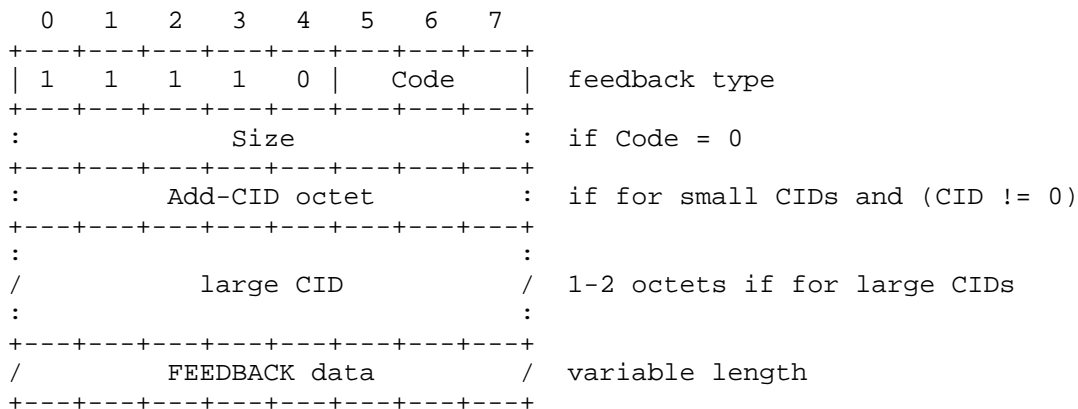 0   1   2   3   4   5   6   7
+---+---+---+---+---+---+---+---+
| 1   1   1   1   0 |   Code    |  feedback type
+---+---+---+---+---+---+---+---+
:             Size              :  if Code = 0
+---+---+---+---+---+---+---+---+
:         Add-CID octet         :  if for small CIDs and (CID != 0)
+---+---+---+---+---+---+---+---+
:                               :
/           large CID           /  1-2 octets if for large CIDs
:                               :
+---+---+---+---+---+---+---+---+
/         FEEDBACK data         /  variable length
+---+---+---+---+---+---+---+---+